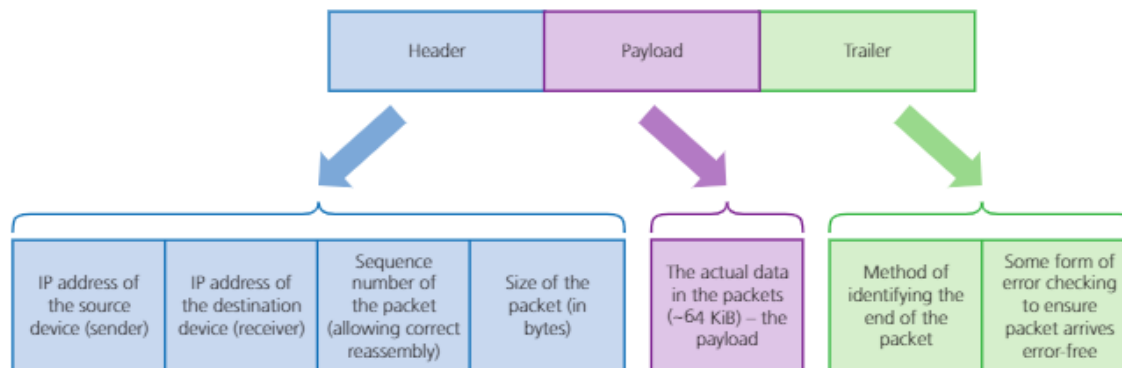 Header
Payload
Trailer
IP address of
the source
device (sender)
IP address of
the destination
device (receiver)
Sequence
number of
the packet
(allowing correct
reassembly)
Size of the
packet (in
bytes)
The actual data
in the packets
(~64 KiB) – the
payload
Method of
identifying the
end of the
packet
Some form of
error checking
to ensure
packet arrives
error-free